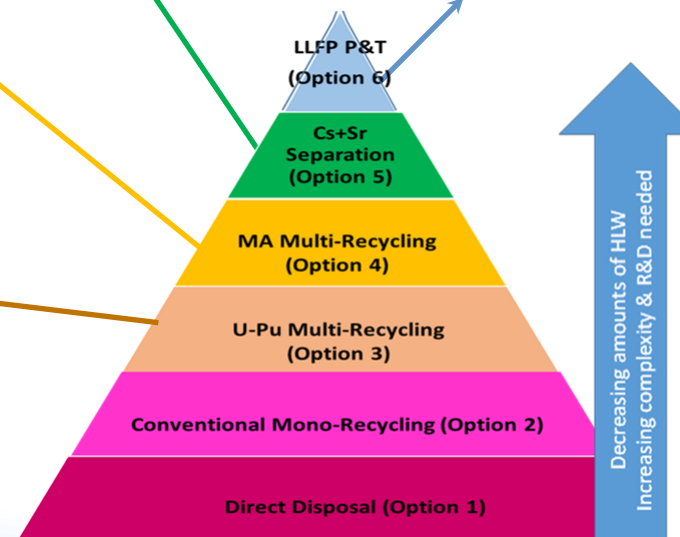 LLFP P&T
(Option 6)
Cs+Sr
Separation
(Option 5)
MA Multi-Recycling
(Option 4)
U-Pu Multi-Recycling
(Option 3)
Conventional Mono-Recycling (Option 2)
Direct Disposal (Option 1)
Decreasing amounts of HLW
Increasing complexity & R&D needed